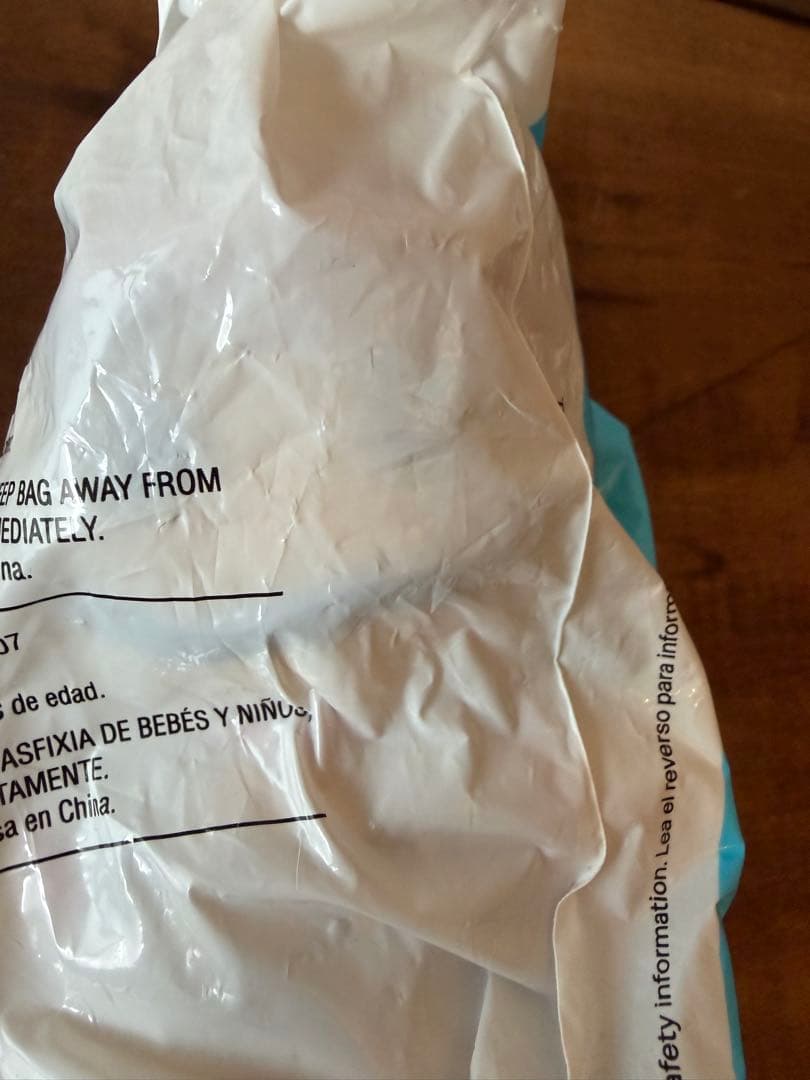 EP BAG AWAY FROM
EDIATELY.
na.
07
de edad.
ASFIXIA DE BEBÉS Y NIÑOS,
TAMENTE.
sa en China.
afety information. Lea el reverso para inform